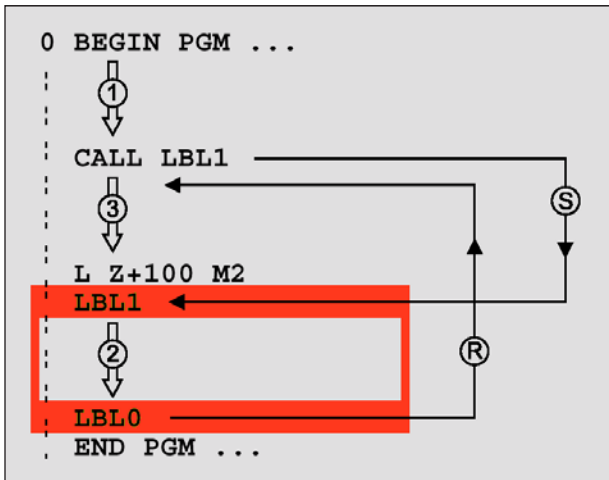 0 BEGIN PGM ...
1
CALL LBL1
S
3
L Z+100 M2
LBL1
2
R
LBL0
END PGM ...